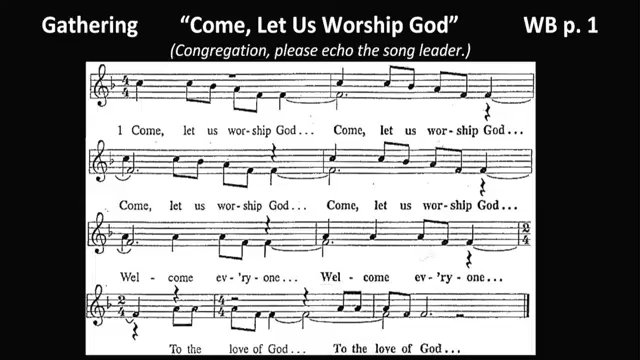 Gathering “Come, Let Us Worship God” WB p. 1
(Congregation, please echo the song leader.)
1 Come, let us wor-ship God... Come, let us wor-ship God...
Come, let us wor-ship God... Come, let us wor-ship God...
Wel - come ev-'ry-one... Wel - come ev-'ry-one...
To the love of God... To the love of God...